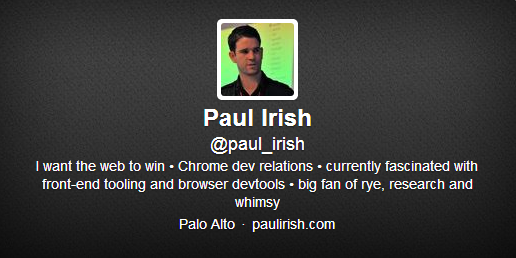 Paul Irish
@paul_irish
I want the web to win • Chrome dev relations • currently fascinated with
front-end tooling and browser devtools • big fan of rye, research and
whimsy
Palo Alto · paulirish.com